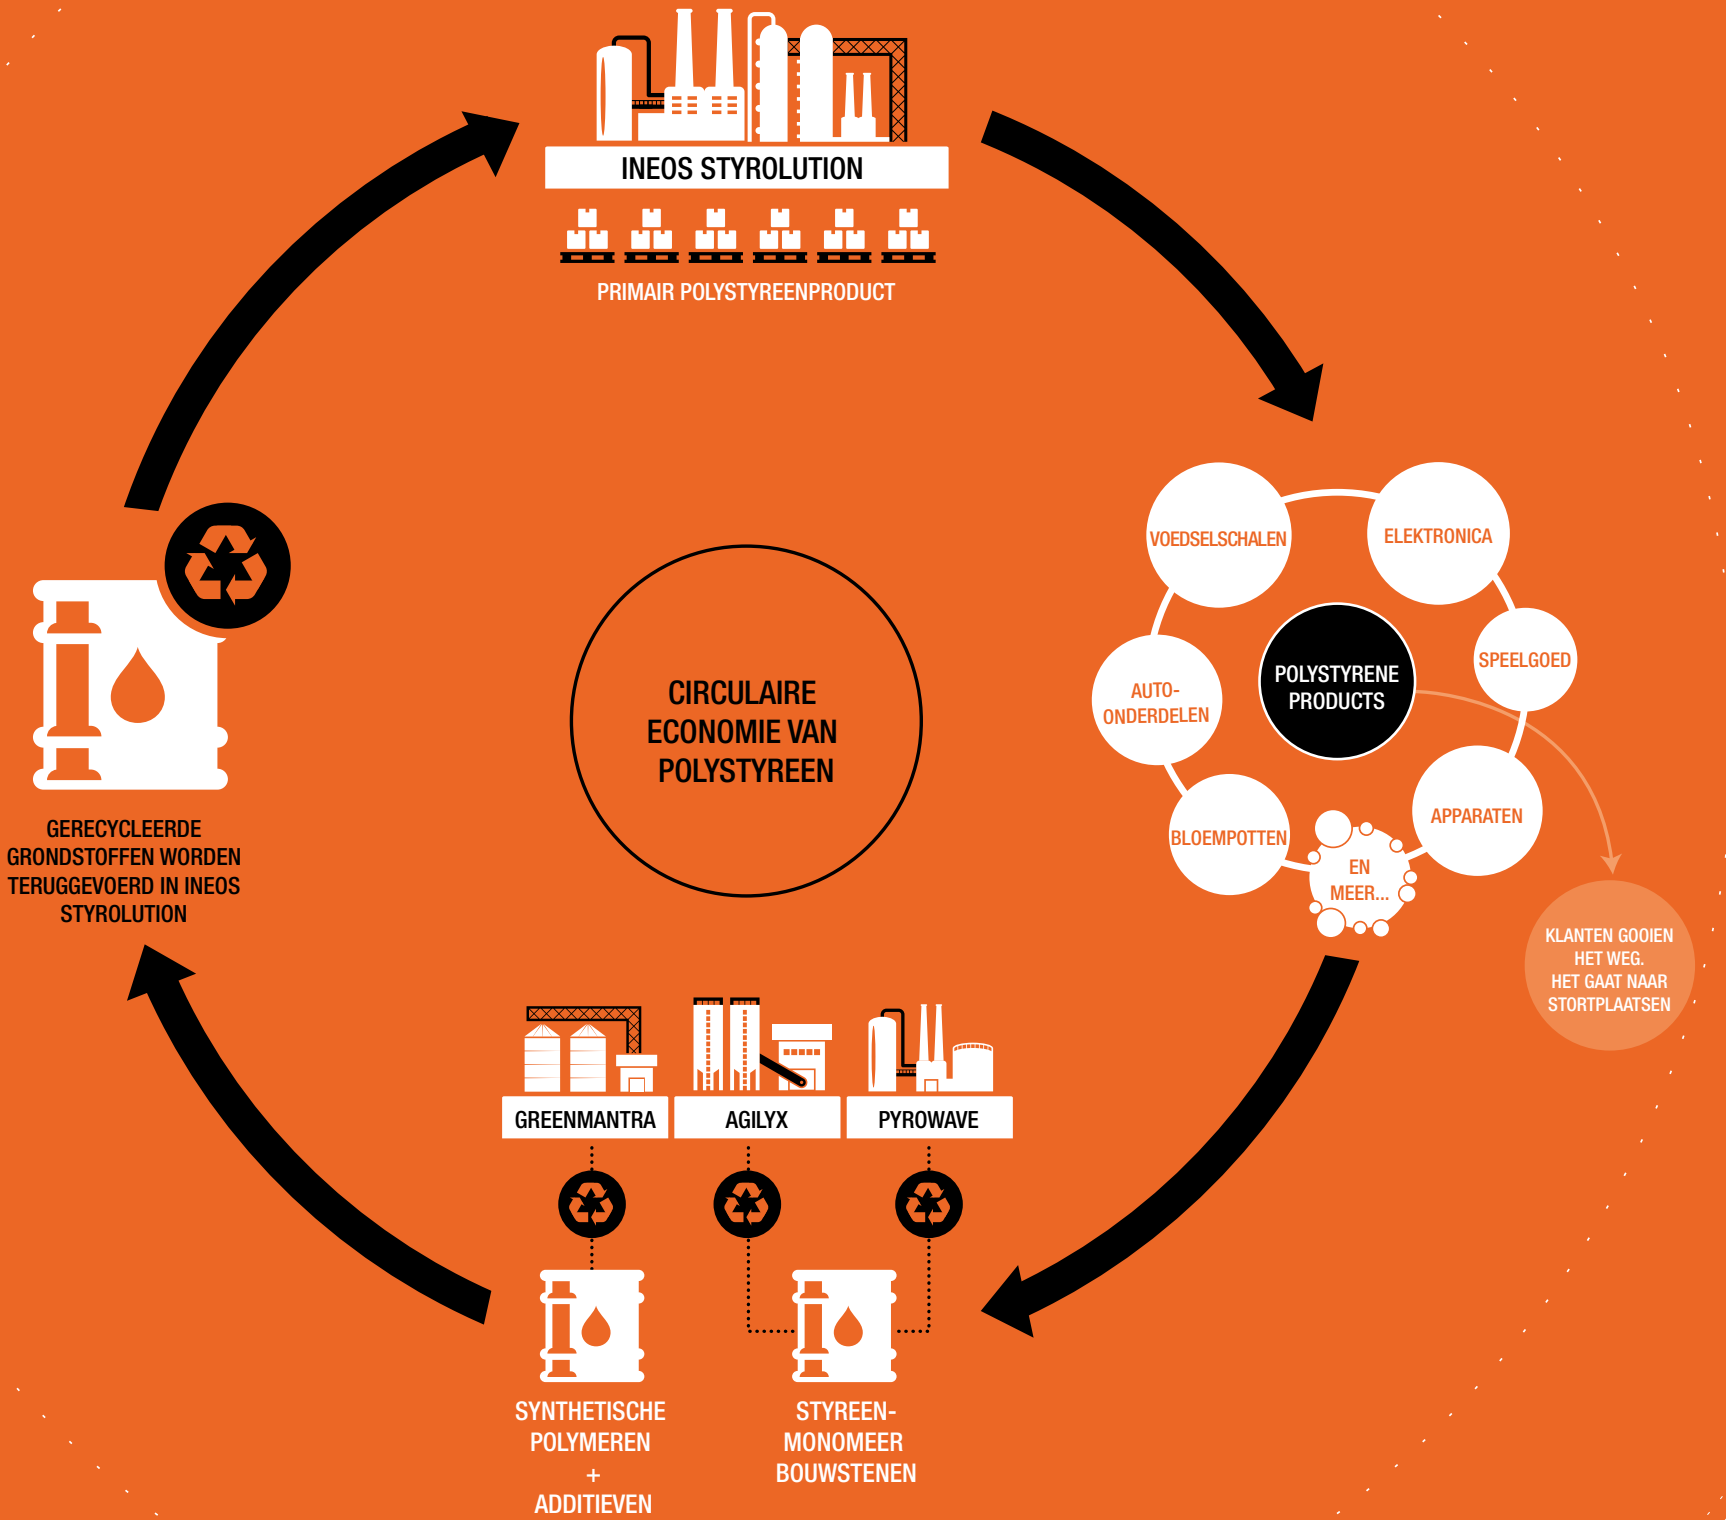 INEOS STYROLUTION
PRIMAIR POLYSTYREENPRODUCT
VOEDSELSCHALEN
ELEKTRONICA
SPEELGOED
POLYSTYRENE
PRODUCTS
AUTO-
ONDERDELEN
APPARATEN
BLOEMPOTTEN
EN
MEER...
KLANTEN GOOIEN
HET WEG.
HET GAAT NAAR
STORTPLAATSEN
CIRCULAIRE
ECONOMIE VAN
POLYSTYREEN
GERECYCLEERDE
GRONDSTOFFEN WORDEN
TERUGGEVOERD IN INEOS
STYROLUTION
GREENMANTRA
AGILYX
PYROWAVE
SYNTHETISCHE
POLYMEREN
+
ADDITIEVEN
STYREEN-
MONOMEER
BOUWSTENEN